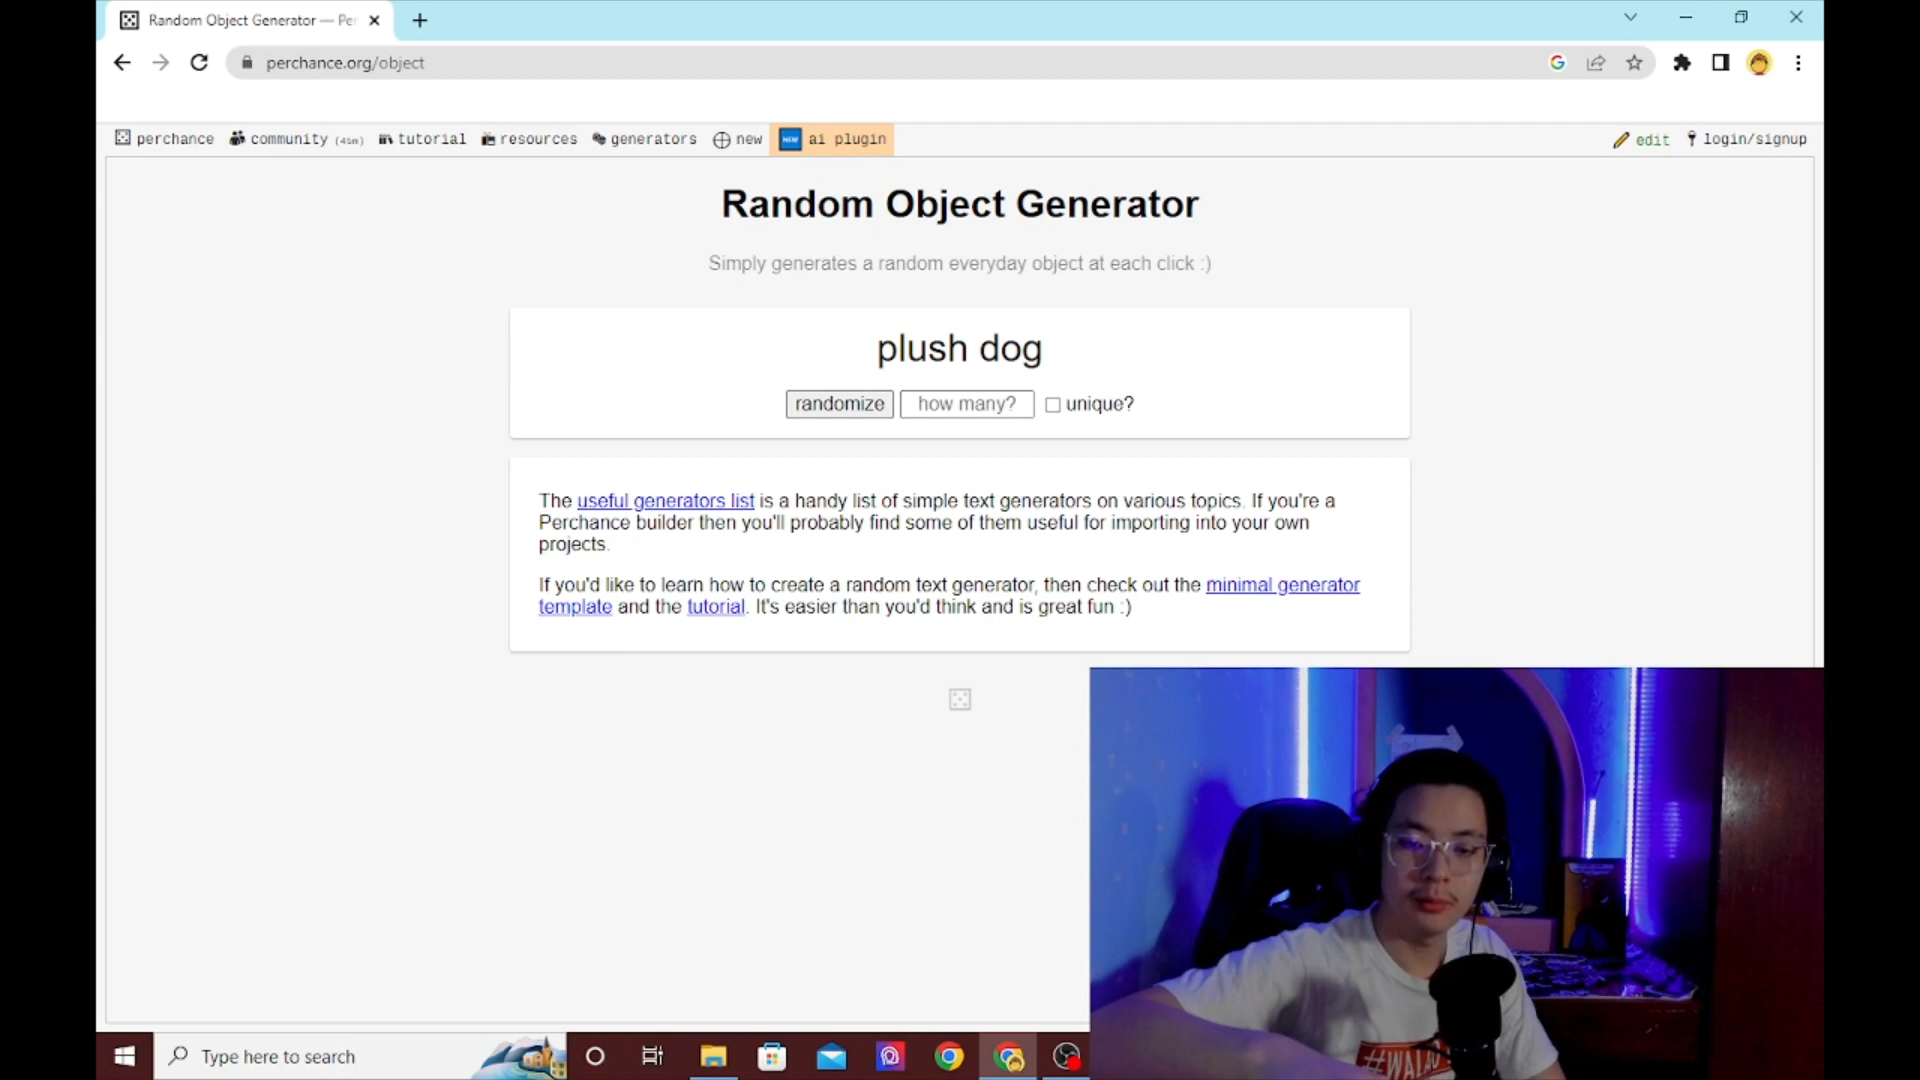 Random Object Generator — Per
perchance.org/object
perchance community (41m) tutorial resources generators new NEW ai plugin edit login/signup
Random Object Generator
Simply generates a random everyday object at each click :)
plush dog
randomize how many? unique?
The useful generators list is a handy list of simple text generators on various topics. If you're a
Perchance builder then you'll probably find some of them useful for importing into your own
projects.
If you'd like to learn how to create a random text generator, then check out the minimal generator
template and the tutorial. It's easier than you'd think and is great fun :)
Type here to search